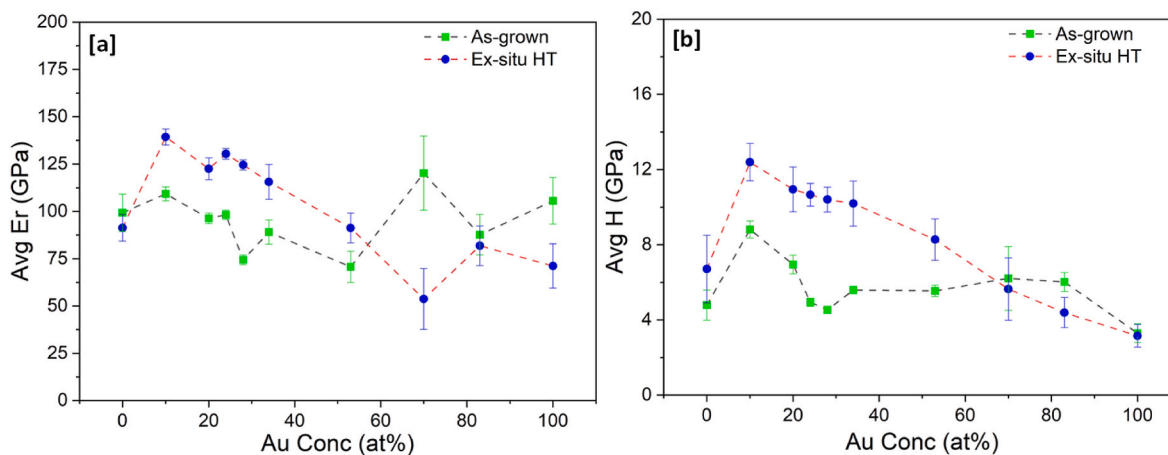 [a]
As-grown
Ex-situ HT
Avg Er (GPa)
200
175
150
125
100
75
50
25
0
0 20 40 60 80 100
Au Conc (at%)
[b]
As-grown
Ex-situ HT
Avg H (GPa)
20
16
12
8
4
0
0 20 40 60 80 100
Au Conc (at%)